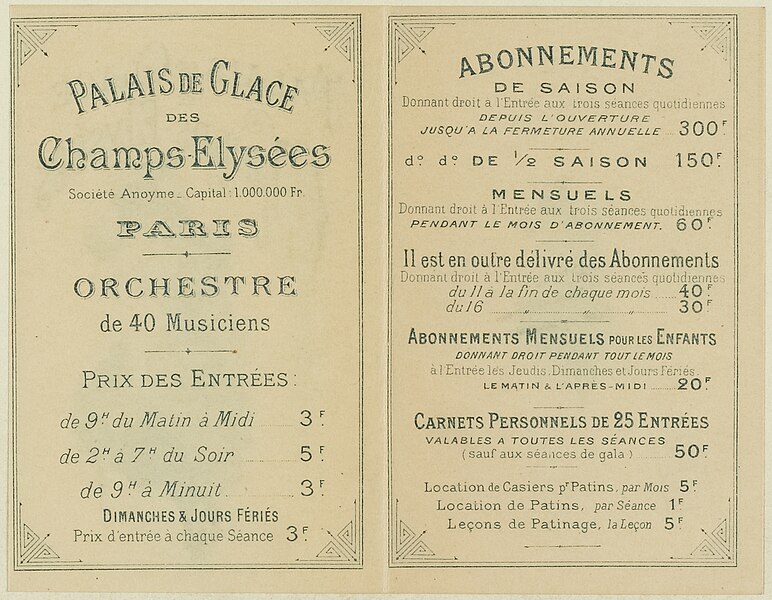 PALAIS DE GLACE
DES
Champs-Elysées
Société Anoyme _ Capital: 1.000.000 Fr.
PARIS
ORCHESTRE
de 40 Musiciens
PRIX DES ENTRÉES:
de 9H du Matin à Midi 3F
de 2H à 7H du Soir 5F
de 9H à Minuit 3F
DIMANCHES & JOURS FÉRIÉS
Prix d'entrée à chaque Séance 3F
ABONNEMENTS
DE SAISON
Donnant droit à l'Entrée aux trois séances quotidiennes
DEPUIS L'OUVERTURE
JUSQU'A LA FERMETURE ANNUELLE 300F
do do DE 1/2 SAISON 150F
MENSUELS
Donnant droit à l'Entrée aux trois séances quotidiennes
PENDANT LE MOIS D'ABONNEMENT. 60F
Il est en outre délivré des Abonnements
Donnant droit à l'Entrée aux trois séances quotidiennes
du 11 à la fin de chaque mois 40F
du 16 " " " 30F
ABONNEMENTS MENSUELS POUR LES ENFANTS
DONNANT DROIT PENDANT TOUT LE MOIS
à l'Entrée les Jeudis, Dimanches et Jours Fériés.
LE MATIN & L'APRÈS-MIDI 20F
CARNETS PERSONNELS DE 25 ENTRÉES
VALABLES A TOUTES LES SÉANCES
(sauf aux séances de gala) 50F
Location de Casiers pr Patins, par Mois 5F
Location de Patins, par Séance 1F
Leçons de Patinage, la Leçon 5F